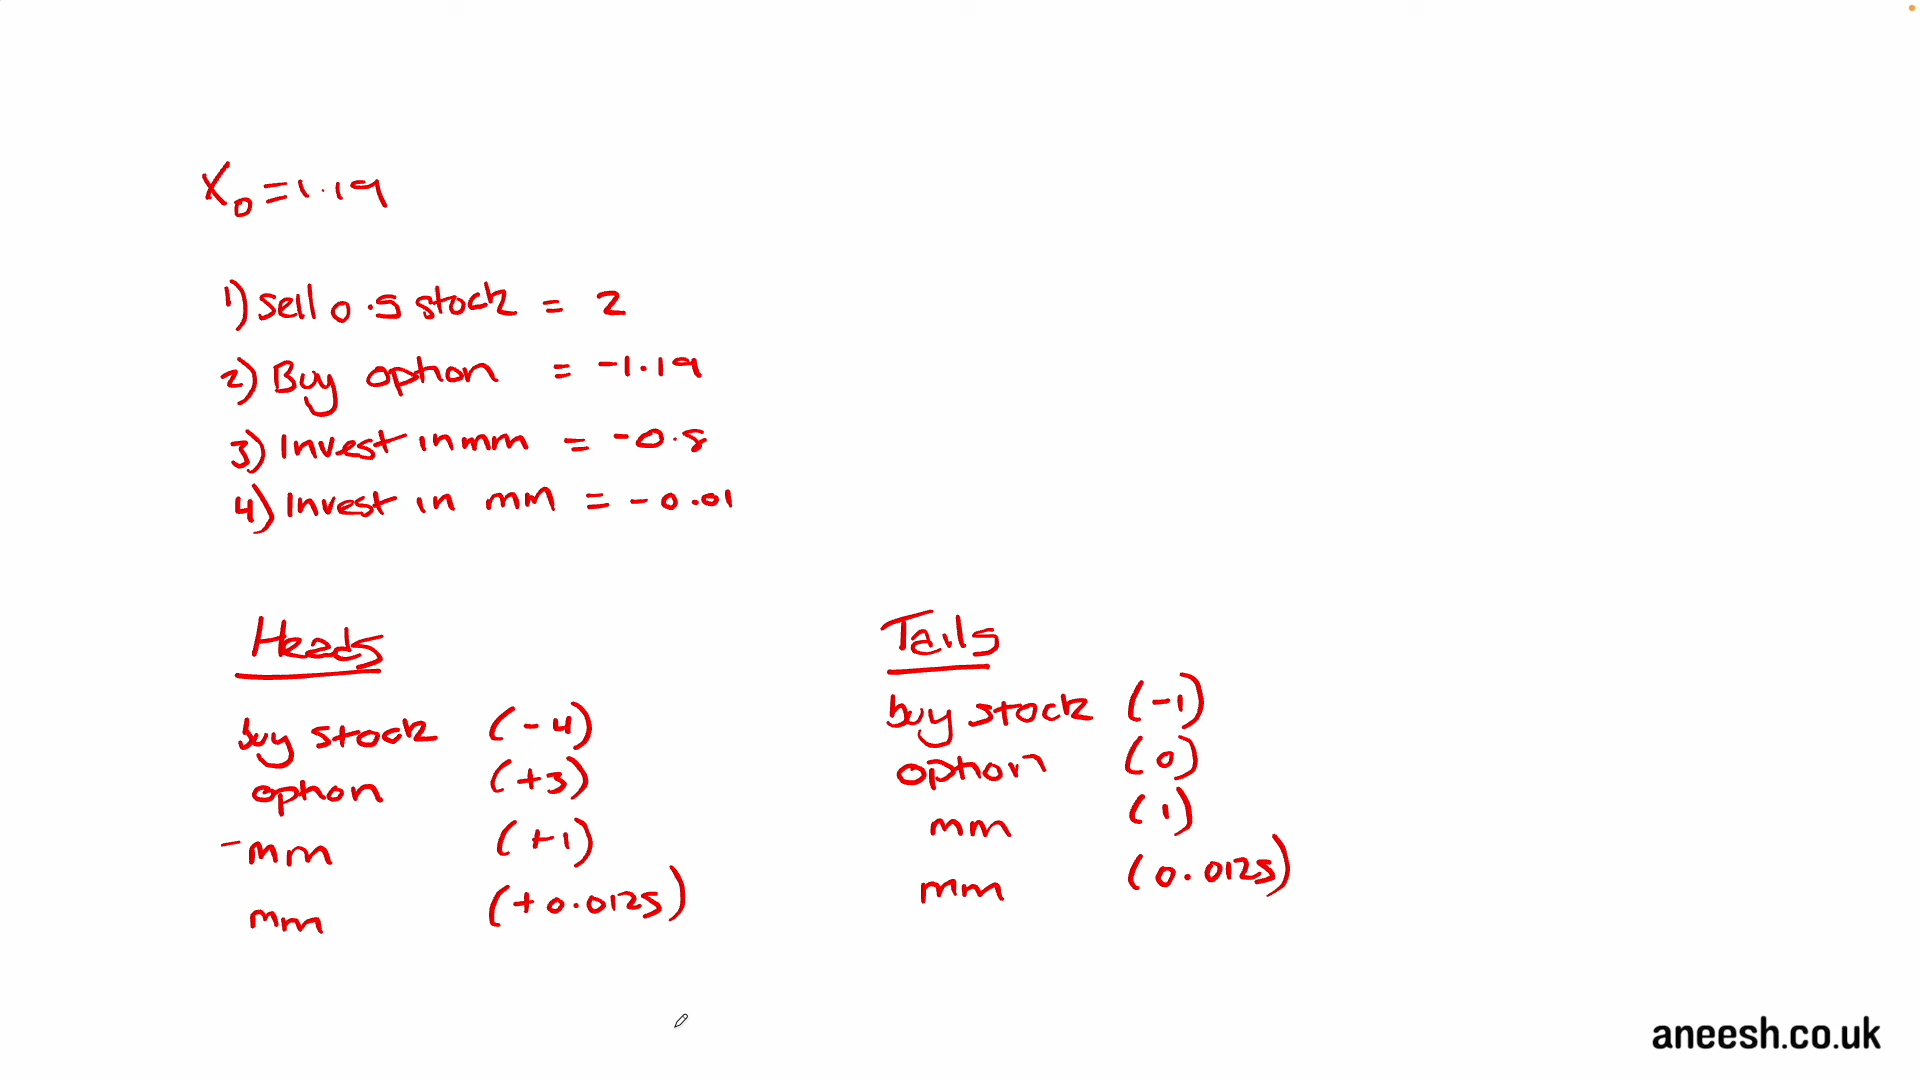 X₀ = 1.19
1) Sell 0.5 stock = 2
2) Buy option = -1.19
3) Invest in mm = -0.8
4) Invest in mm = -0.01
Heads
buy stock (-4)
option (+3)
- mm (+1)
mm (+0.0125)
Tails
buy stock (-1)
option (0)
mm (1)
mm (0.0125)
aneesh.co.uk